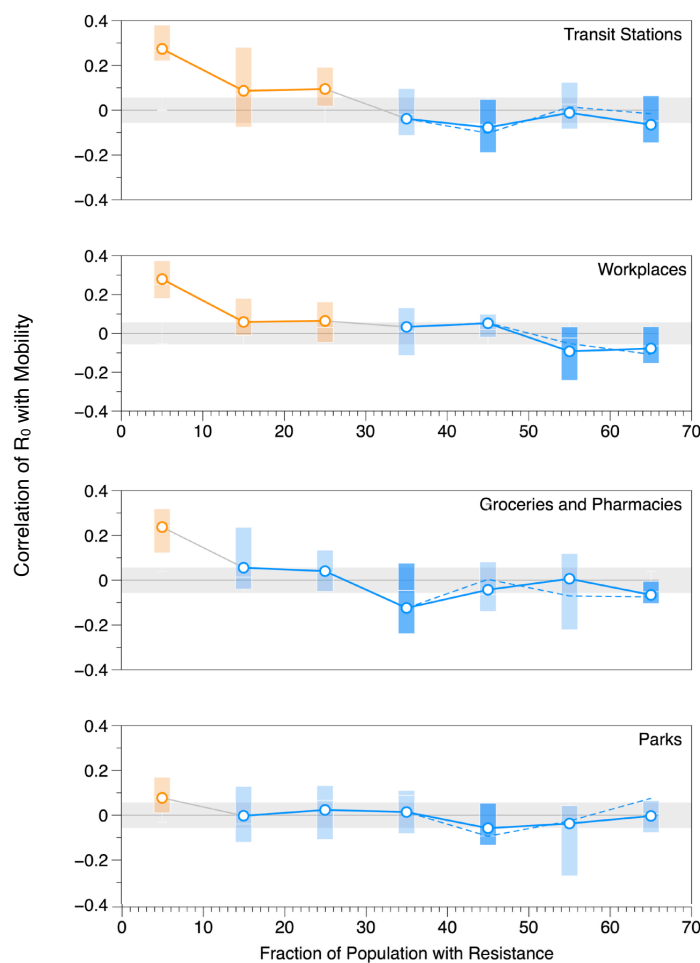 0.4
Transit Stations
0.2
0
−0.2
−0.4
0.4
Workplaces
0.2
0
−0.2
−0.4
0 10 20 30 40 50 60 70
Correlation of R0 with Mobility
0.4
Groceries and Pharmacies
0.2
0
−0.2
−0.4
0.4
Parks
0.2
0
−0.2
−0.4
0 10 20 30 40 50 60 70
Fraction of Population with Resistance